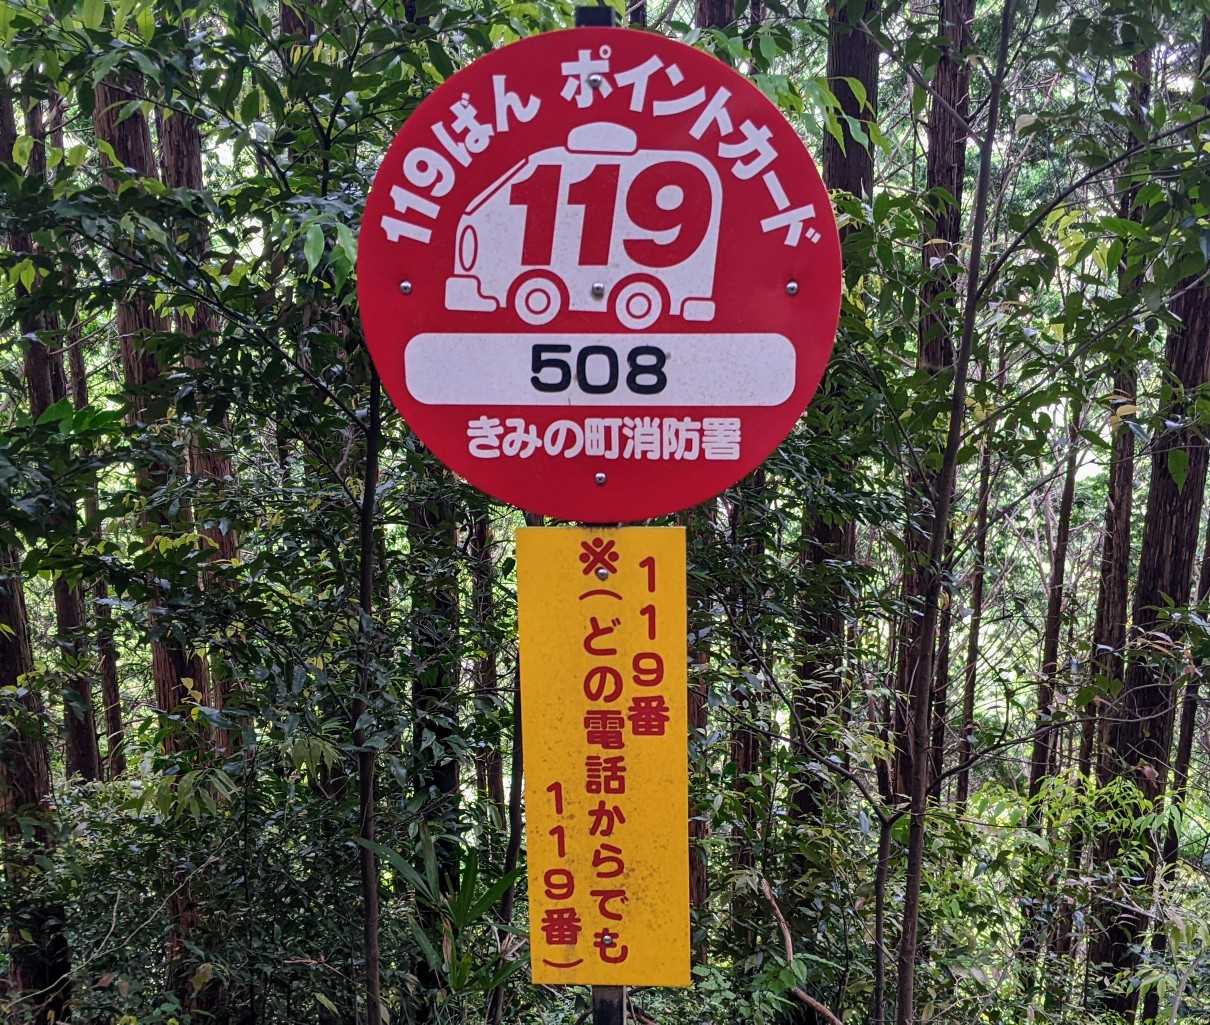 119ばん ポイントカード
119
508
きみの町消防署
119番
※(どの電話からでも
119番)